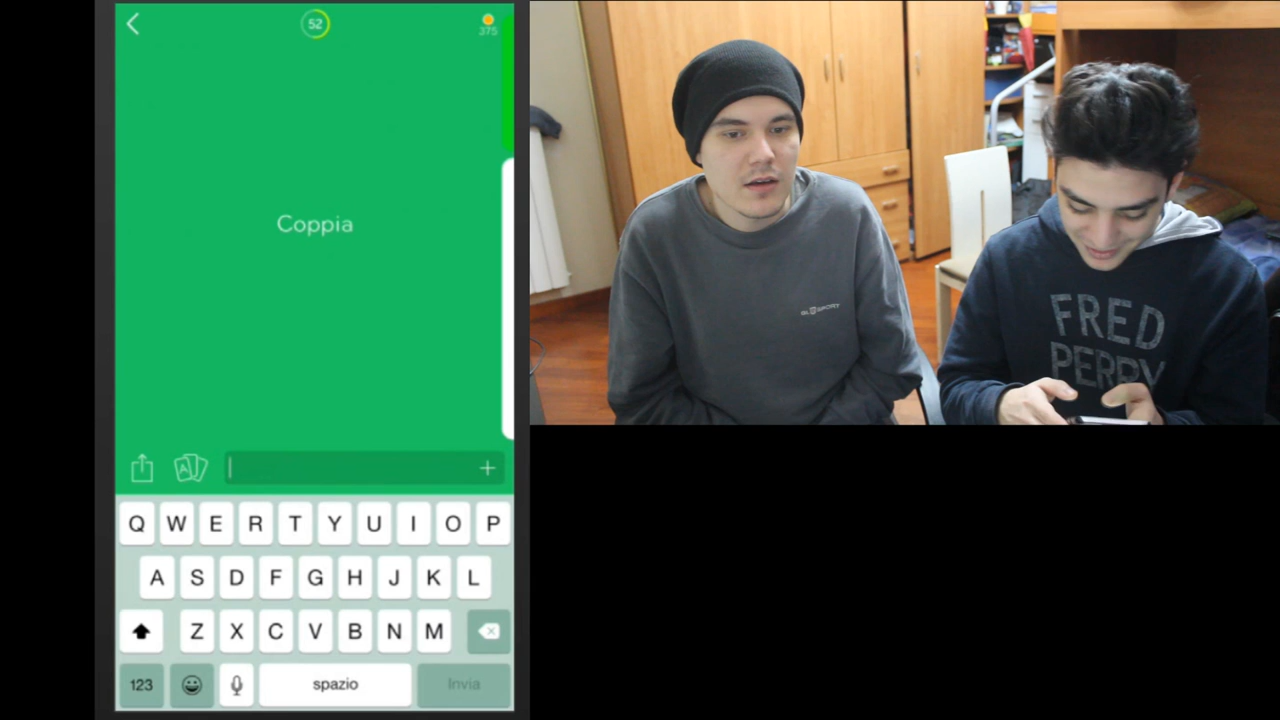 52
375
Coppia
A
Q W E R T Y U I O P
A S D F G H J K L
Z X C V B N M
123
spazio
Invia
FRED
PERRY